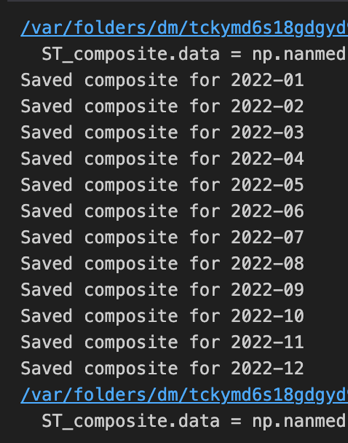 /var/folders/dm/tckymd6s18gdgyd
ST_composite.data = np.nanmed
Saved composite for 2022-01
Saved composite for 2022-02
Saved composite for 2022-03
Saved composite for 2022-04
Saved composite for 2022-05
Saved composite for 2022-06
Saved composite for 2022-07
Saved composite for 2022-08
Saved composite for 2022-09
Saved composite for 2022-10
Saved composite for 2022-11
Saved composite for 2022-12
/var/folders/dm/tckymd6s18gdgyd
ST_composite.data = np.nanmed